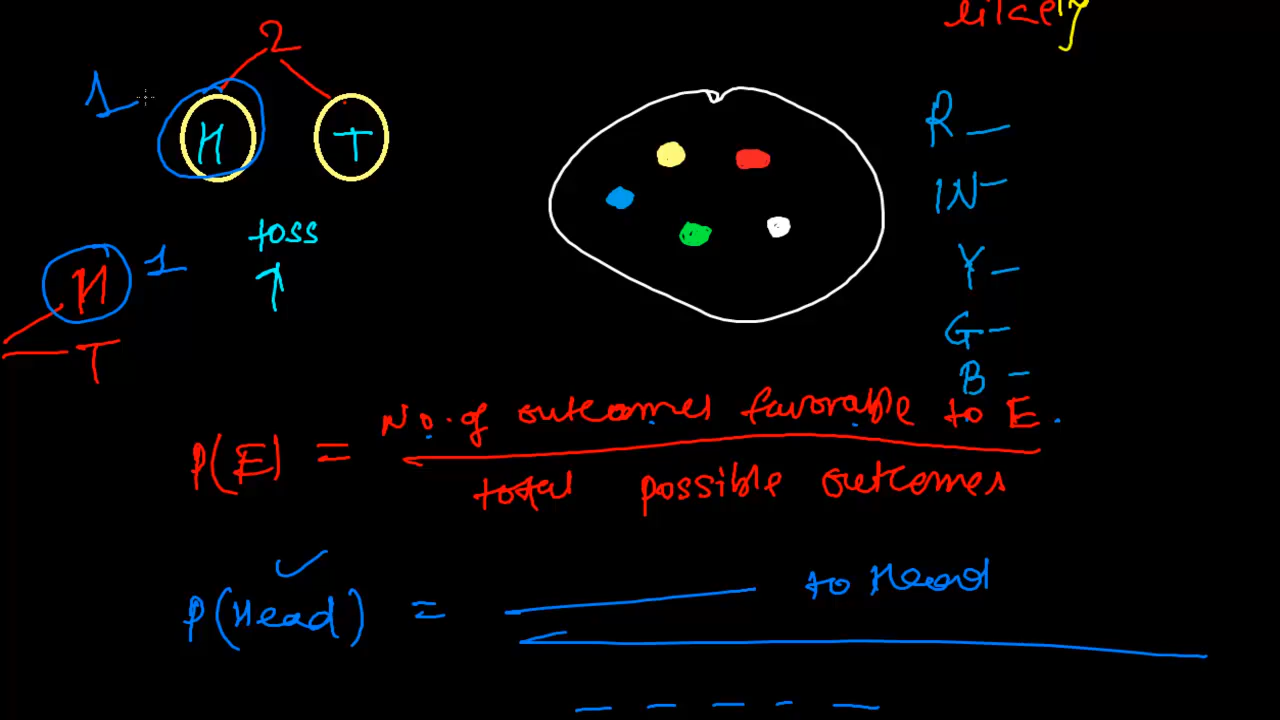 likely
2
1
H T
toss
↑
H 1
T
R —
W —
Y —
G —
B —
P(E) = No. of outcomes favorable to E.
total possible outcomes
P(Head) = ——— to Head